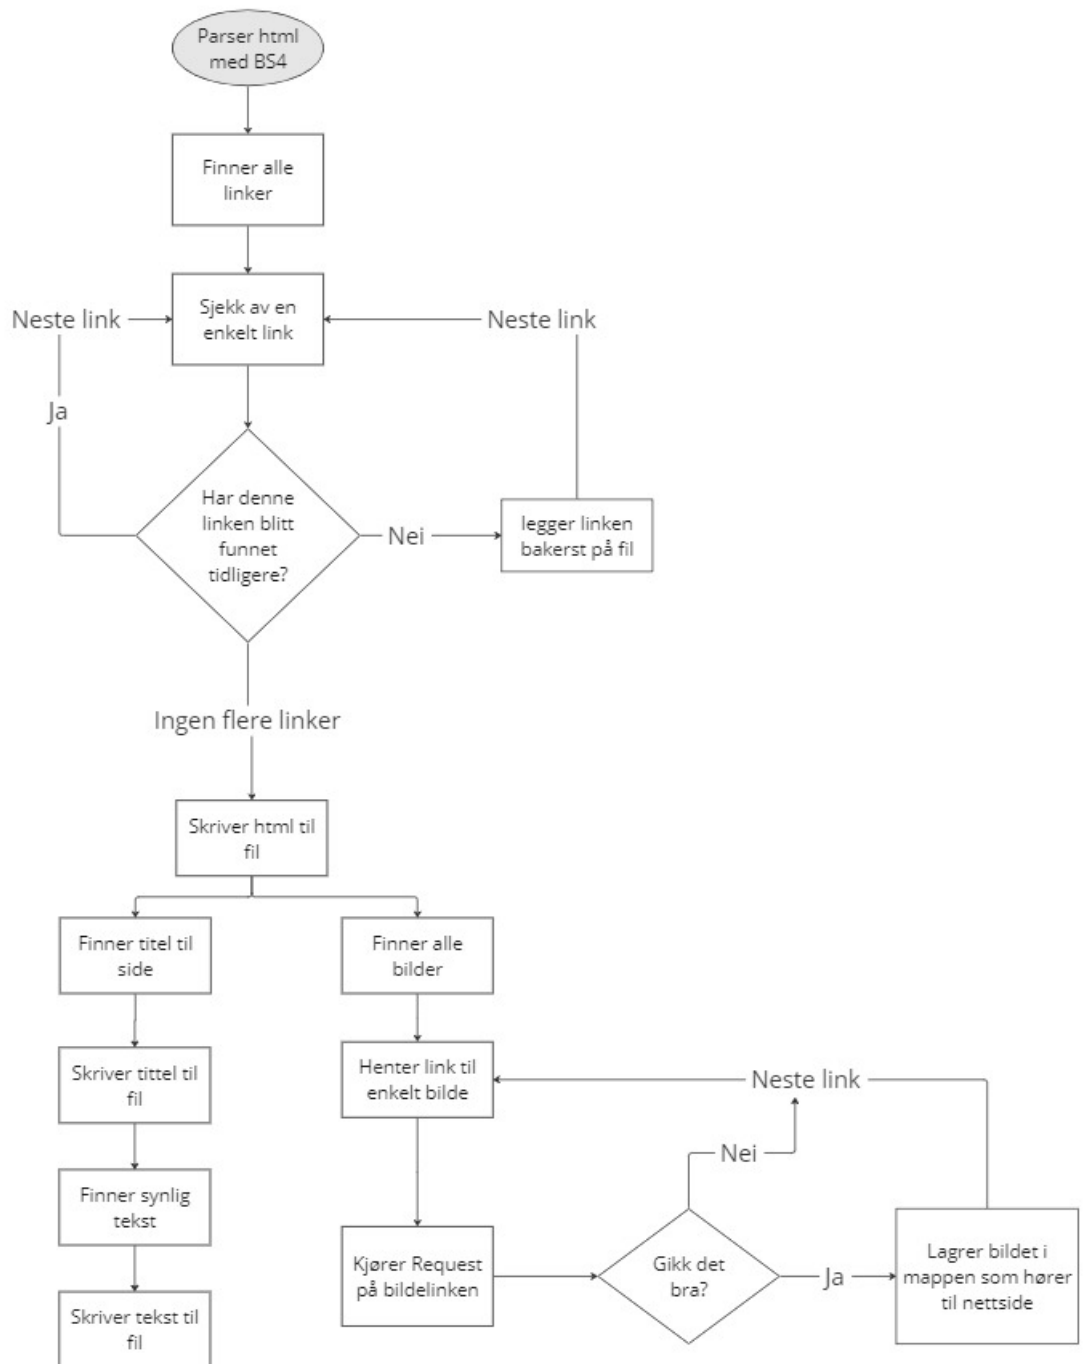 Parser html
med BS4
Finner alle
linker
Sjekk av en
enkelt link
Neste link
Neste link
Ja
Har denne
linken blitt
funnet
tidligere?
Nei
legger linken
bakerst på fil
Ingen flere linker
Skriver html til
fil
Finner titel til
side
Finner alle
bilder
Skriver tittel til
fil
Henter link til
enkelt bilde
Neste link
Nei
Finner synlig
tekst
Kjører Request
på bildelinken
Gikk det
bra?
Ja
Lagrer bildet i
mappen som hører
til nettside
Skriver tekst til
fil